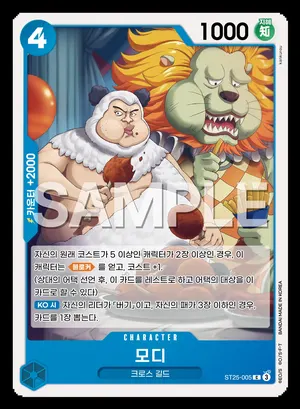 4
1000
지혜
知
카운터 +2000
SAMPLE
자신의 원래 코스트가 5 이상인 캐릭터가 2장 이상인 경우, 이
캐릭터는 블로커 를 얻고, 코스트 +1.
(상대의 어택 선언 후, 이 카드를 레스트로 하고 어택의 대상을 이
카드로 할 수 있다)
KO 시 자신의 리더가 「버기」이고, 자신의 패가 3장 이하인 경우,
카드를 1장 뽑는다.
CHARACTER
모디
크로스 길드
ST25-005
BANDAI MADE IN KOREA